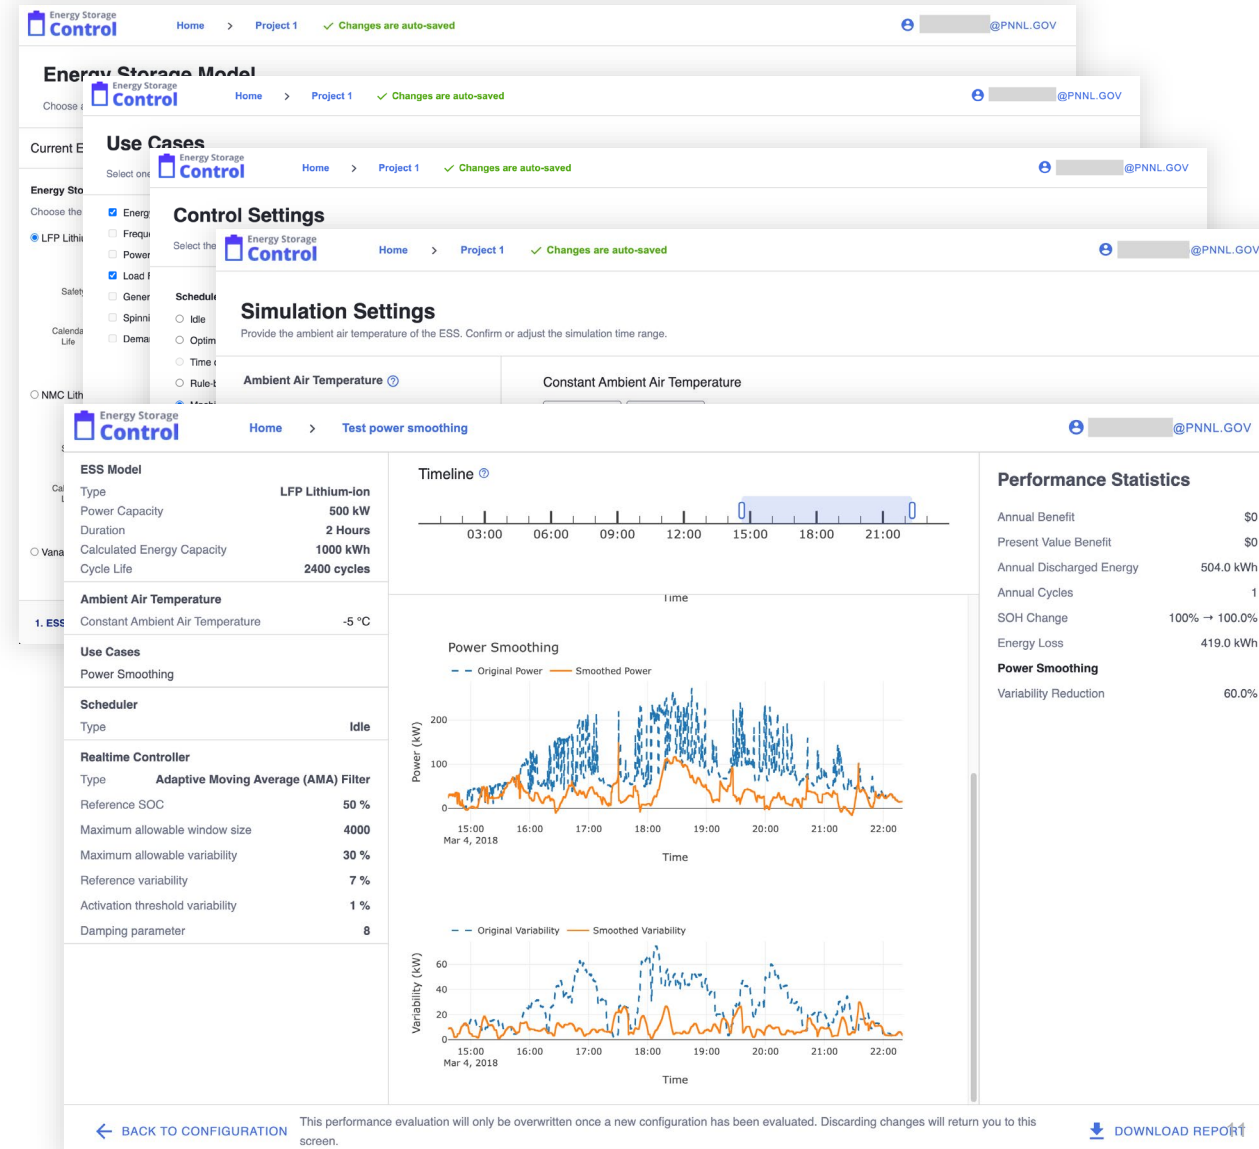 Energy Storage
Control
Home > Project 1 ✓ Changes are auto-saved
@PNNL.GOV
Energy Storage Model
Choose
Current E
Energy Sto
Choose the
LFP Lithi
Safety
Calenda
Life
NMC Lith
Vana
1. ESS
Energy Storage
Control
Home > Project 1 ✓ Changes are auto-saved
@PNNL.GOV
Use Cases
Select one
Energ
Frequ
Power
Load F
Gener
Spinni
Dema
Energy Storage
Control
Home > Project 1 ✓ Changes are auto-saved
@PNNL.GOV
Control Settings
Select the
Schedule
Idle
Optim
Time
Rule-b
Energy Storage
Control
Home > Project 1 ✓ Changes are auto-saved
@PNNL.GOV
Simulation Settings
Provide the ambient air temperature of the ESS. Confirm or adjust the simulation time range.
Ambient Air Temperature ?
Constant Ambient Air Temperature
Energy Storage
Control
Home > Test power smoothing
@PNNL.GOV
ESS Model
Type LFP Lithium-ion
Power Capacity 500 kW
Duration 2 Hours
Calculated Energy Capacity 1000 kWh
Cycle Life 2400 cycles
Ambient Air Temperature
Constant Ambient Air Temperature -5 °C
Use Cases
Power Smoothing
Scheduler
Type Idle
Realtime Controller
Type Adaptive Moving Average (AMA) Filter
Reference SOC 50 %
Maximum allowable window size 4000
Maximum allowable variability 30 %
Reference variability 7 %
Activation threshold variability 1 %
Damping parameter 8
Timeline ?
03:00 06:00 09:00 12:00 15:00 18:00 21:00
Time
Power Smoothing
Original Power Smoothed Power
Power (kW)
200
100
0
15:00 16:00 17:00 18:00 19:00 20:00 21:00 22:00
Mar 4, 2018
Time
Original Variability Smoothed Variability
Variability (kW)
60
40
20
0
15:00 16:00 17:00 18:00 19:00 20:00 21:00 22:00
Mar 4, 2018
Time
Performance Statistics
Annual Benefit $0
Present Value Benefit $0
Annual Discharged Energy 504.0 kWh
Annual Cycles 1
SOH Change 100% → 100.0%
Energy Loss 419.0 kWh
Power Smoothing
Variability Reduction 60.0%
← BACK TO CONFIGURATION
This performance evaluation will only be overwritten once a new configuration has been evaluated. Discarding changes will return you to this
screen.
DOWNLOAD REPORT
11